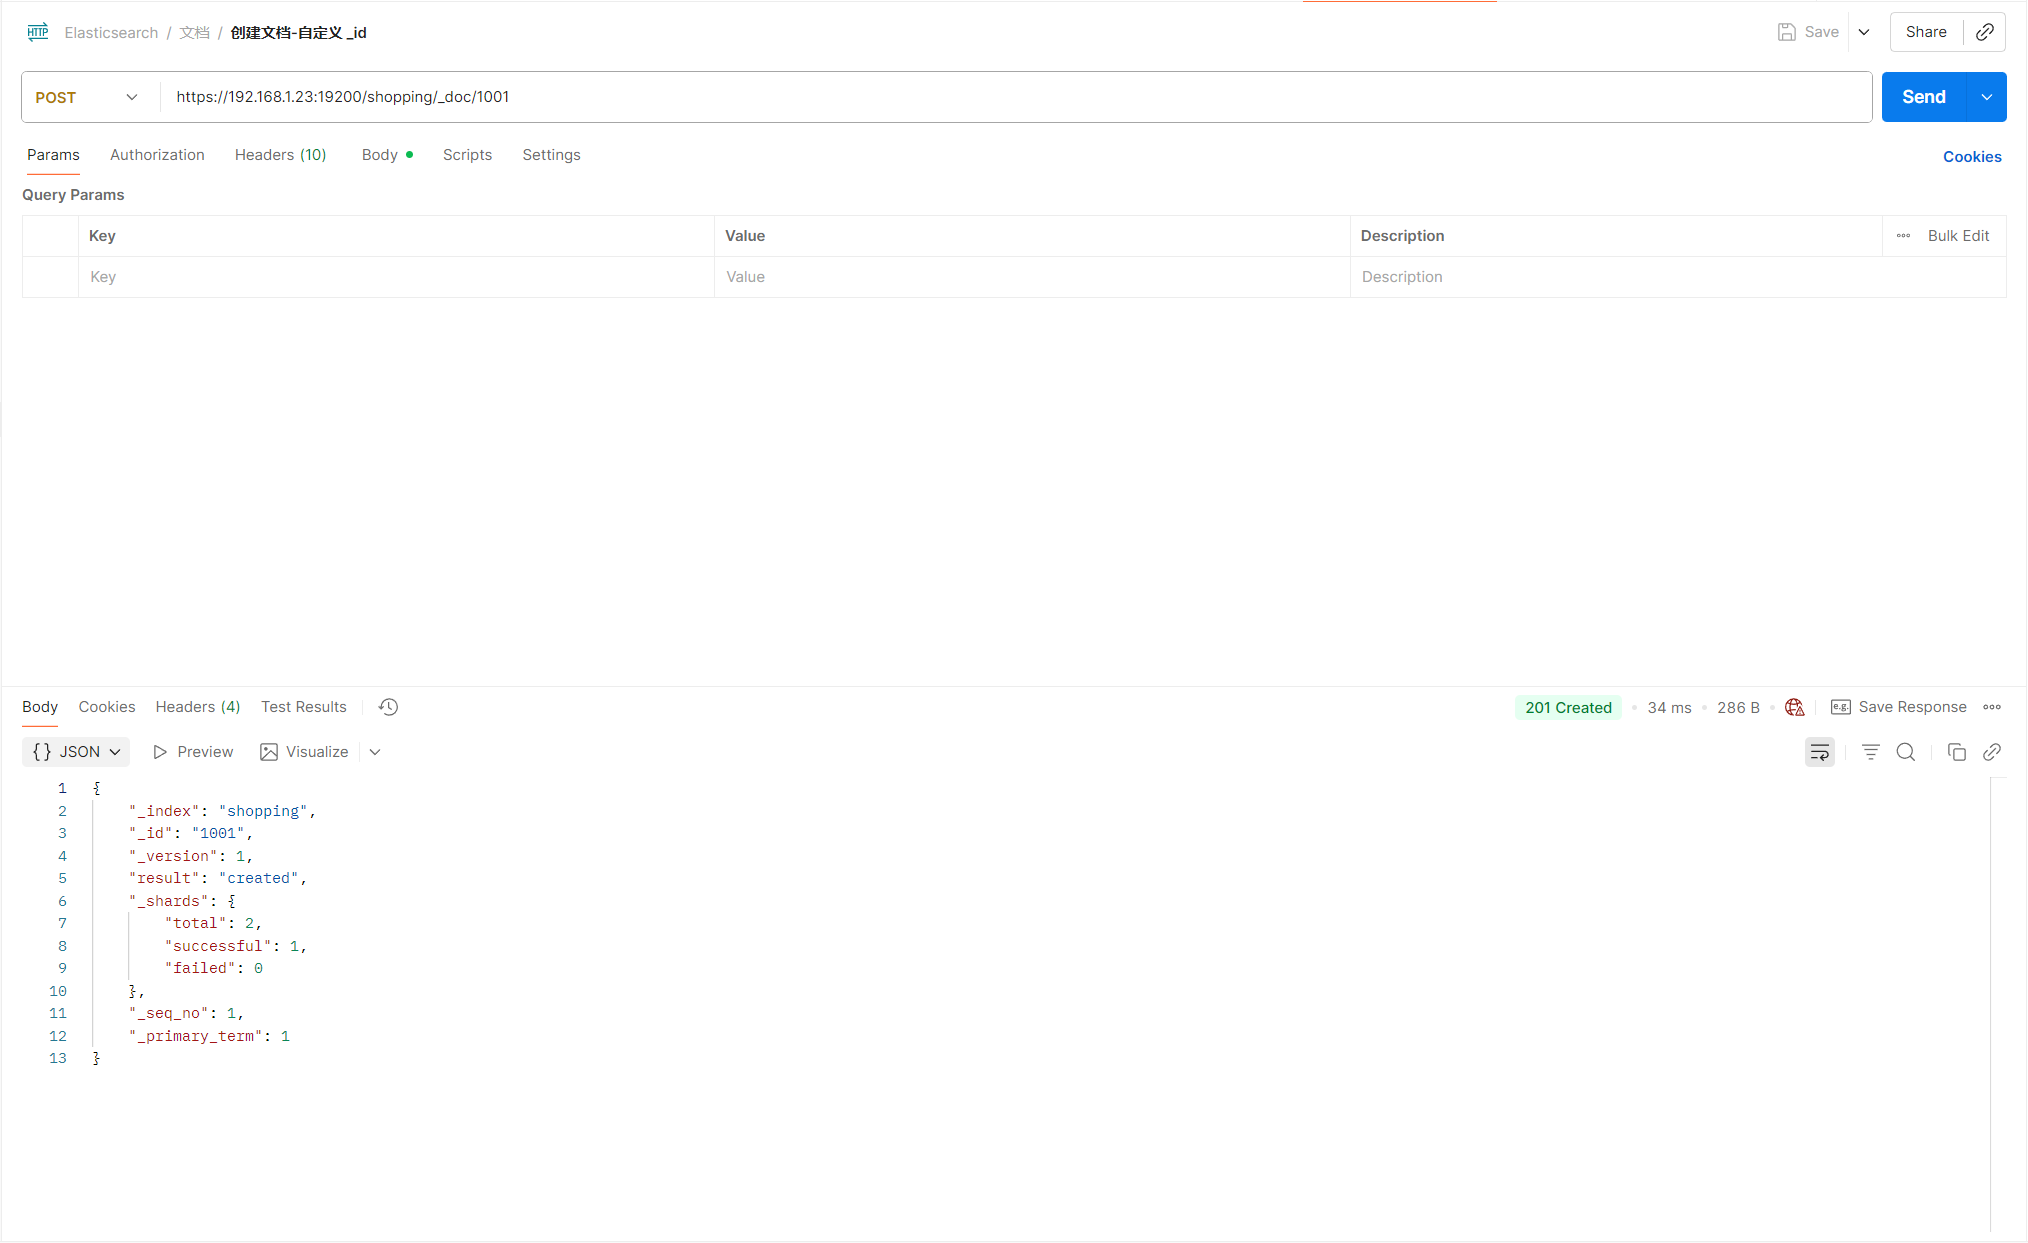 HTTP Elasticsearch / 文档 / 创建文档-自定义 _id Save Share
POST https://192.168.1.23:19200/shopping/_doc/1001 Send
Params Authorization Headers (10) Body Scripts Settings Cookies
Query Params
Key Value Description Bulk Edit
Key Value Description
Body Cookies Headers (4) Test Results 201 Created 34 ms 286 B e.g. Save Response
{} JSON Preview Visualize
1 {
2 "_index": "shopping",
3 "_id": "1001",
4 "_version": 1,
5 "result": "created",
6 "_shards": {
7 "total": 2,
8 "successful": 1,
9 "failed": 0
10 },
11 "_seq_no": 1,
12 "_primary_term": 1
13 }